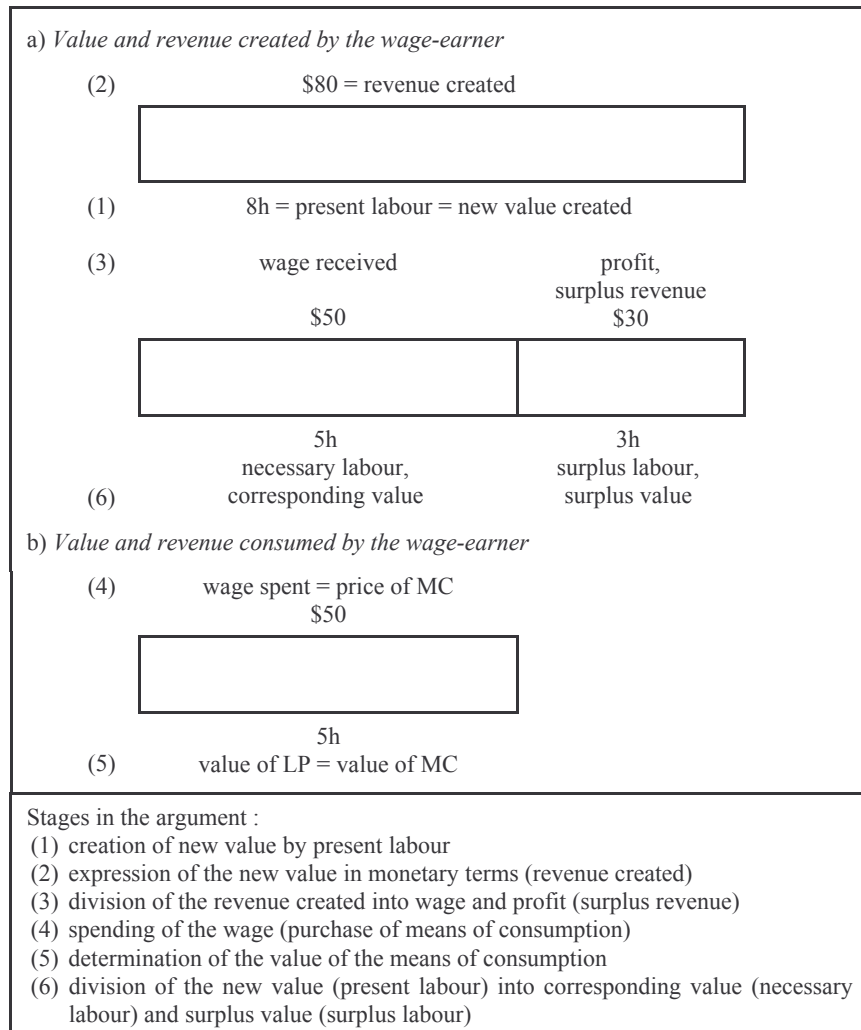 a) Value and revenue created by the wage-earner
(2) $80 = revenue created
(1) 8h = present labour = new value created
(3) wage received profit,
surplus revenue
$50 $30
5h 3h
necessary labour, surplus labour,
(6) corresponding value surplus value
b) Value and revenue consumed by the wage-earner
(4) wage spent = price of MC
$50
5h
(5) value of LP = value of MC
Stages in the argument :
(1) creation of new value by present labour
(2) expression of the new value in monetary terms (revenue created)
(3) division of the revenue created into wage and profit (surplus revenue)
(4) spending of the wage (purchase of means of consumption)
(5) determination of the value of the means of consumption
(6) division of the new value (present labour) into corresponding value (necessary
labour) and surplus value (surplus labour)